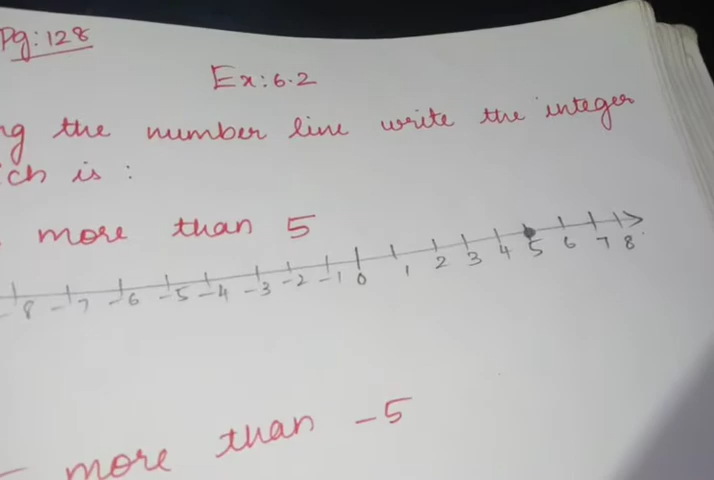 Pg: 128
Ex: 6.2
the number line write the integer
is :
more than 5
-8 -7 -6 -5 -4 -3 -2 -1 0 1 2 3 4 5 6 7 8
more than -5